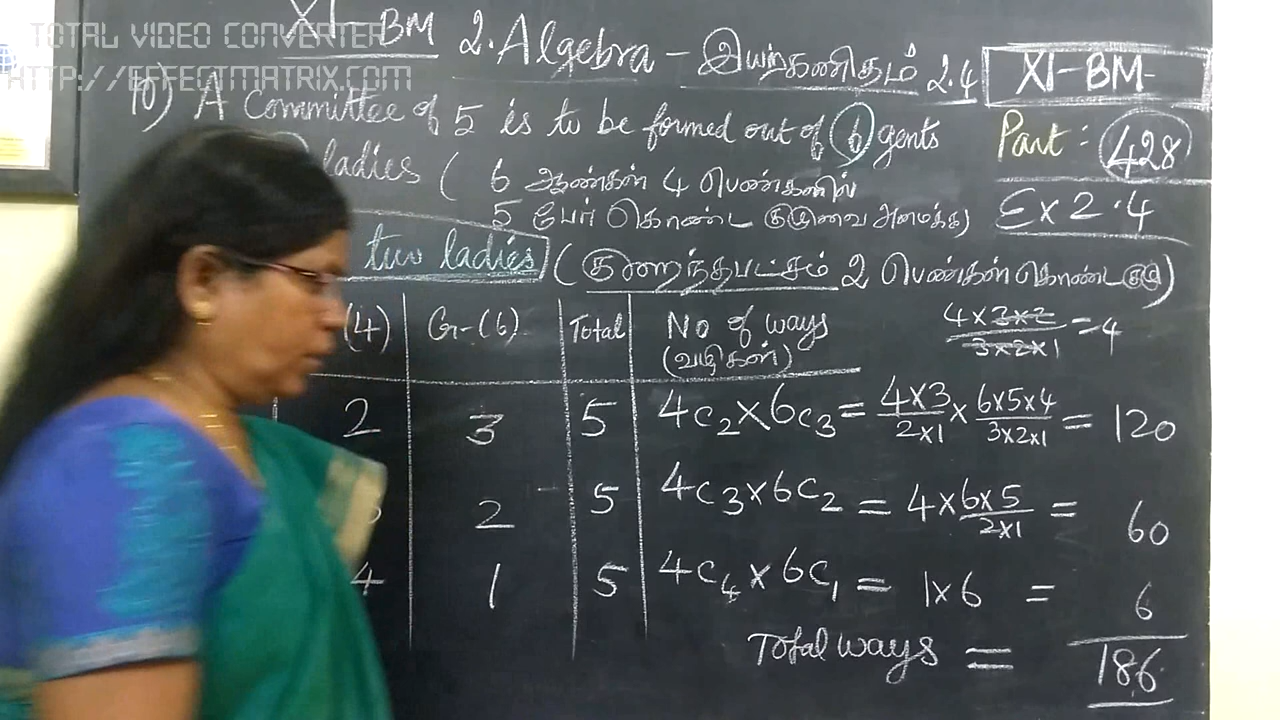 TOTAL VIDEO CONVERTER
HTTP://EFFECTMATRIX.COM
XI-BM 2. Algebra - இயற்கணிதம் 2.4
XI-BM-
10) A Committee of 5 is to be formed out of 6 gents
Part: 428
ladies ( 6 ஆண்கள் 4 பெண்களில்
5 பேர் கொண்ட குழுவை அமைக்க)
Ex 2.4
two ladies (குறைந்தபட்சம் 2 பெண்கள் கொண்ட குழு)
(4) G-(6) Total No of ways
(வழிகள்)
4×3×2/3×2×1 = 4
2 3 5 4C2×6C3 = 4×3/2×1 × 6×5×4/3×2×1 = 120
2 5 4C3×6C2 = 4×6×5/2×1 = 60
4 1 5 4C4×6C1 = 1×6 = 6
Total ways = 186